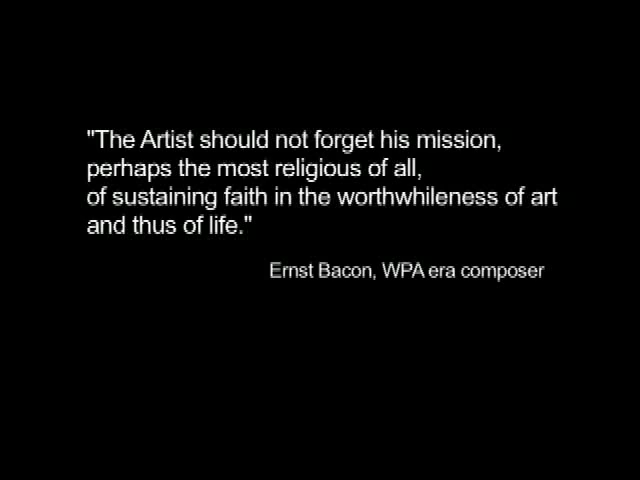 "The Artist should not forget his mission,
perhaps the most religious of all,
of sustaining faith in the worthwhileness of art
and thus of life."
Ernst Bacon, WPA era composer